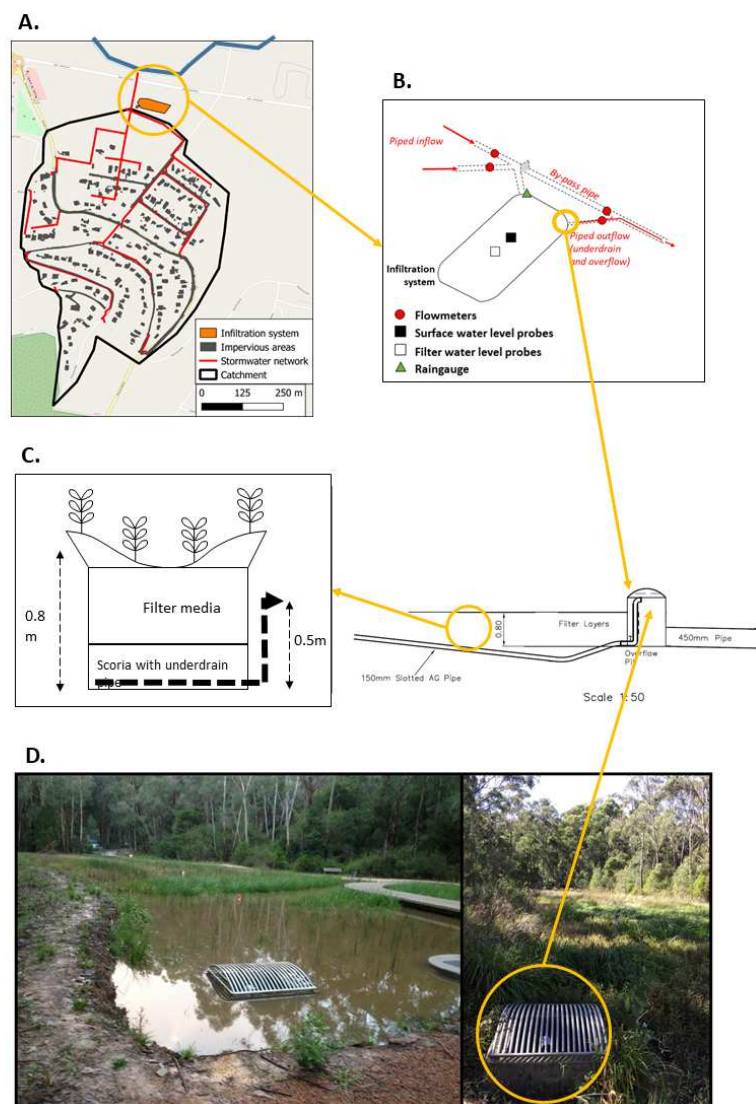 A.
Infiltration system
Impervious areas
Stormwater network
Catchment
0 125 250 m
B.
Piped inflow
By-pass pipe
Piped outflow
(underdrain
and overflow)
Infiltration
system
Flowmeters
Surface water level probes
Filter water level probes
Raingauge
C.
0.8
m
Filter media
Scoria with underdrain
pipe
0.5m
0.80
Filter Layers
450mm Pipe
Overflow
Pit
150mm Slotted AG Pipe
Scale 1:50
D.